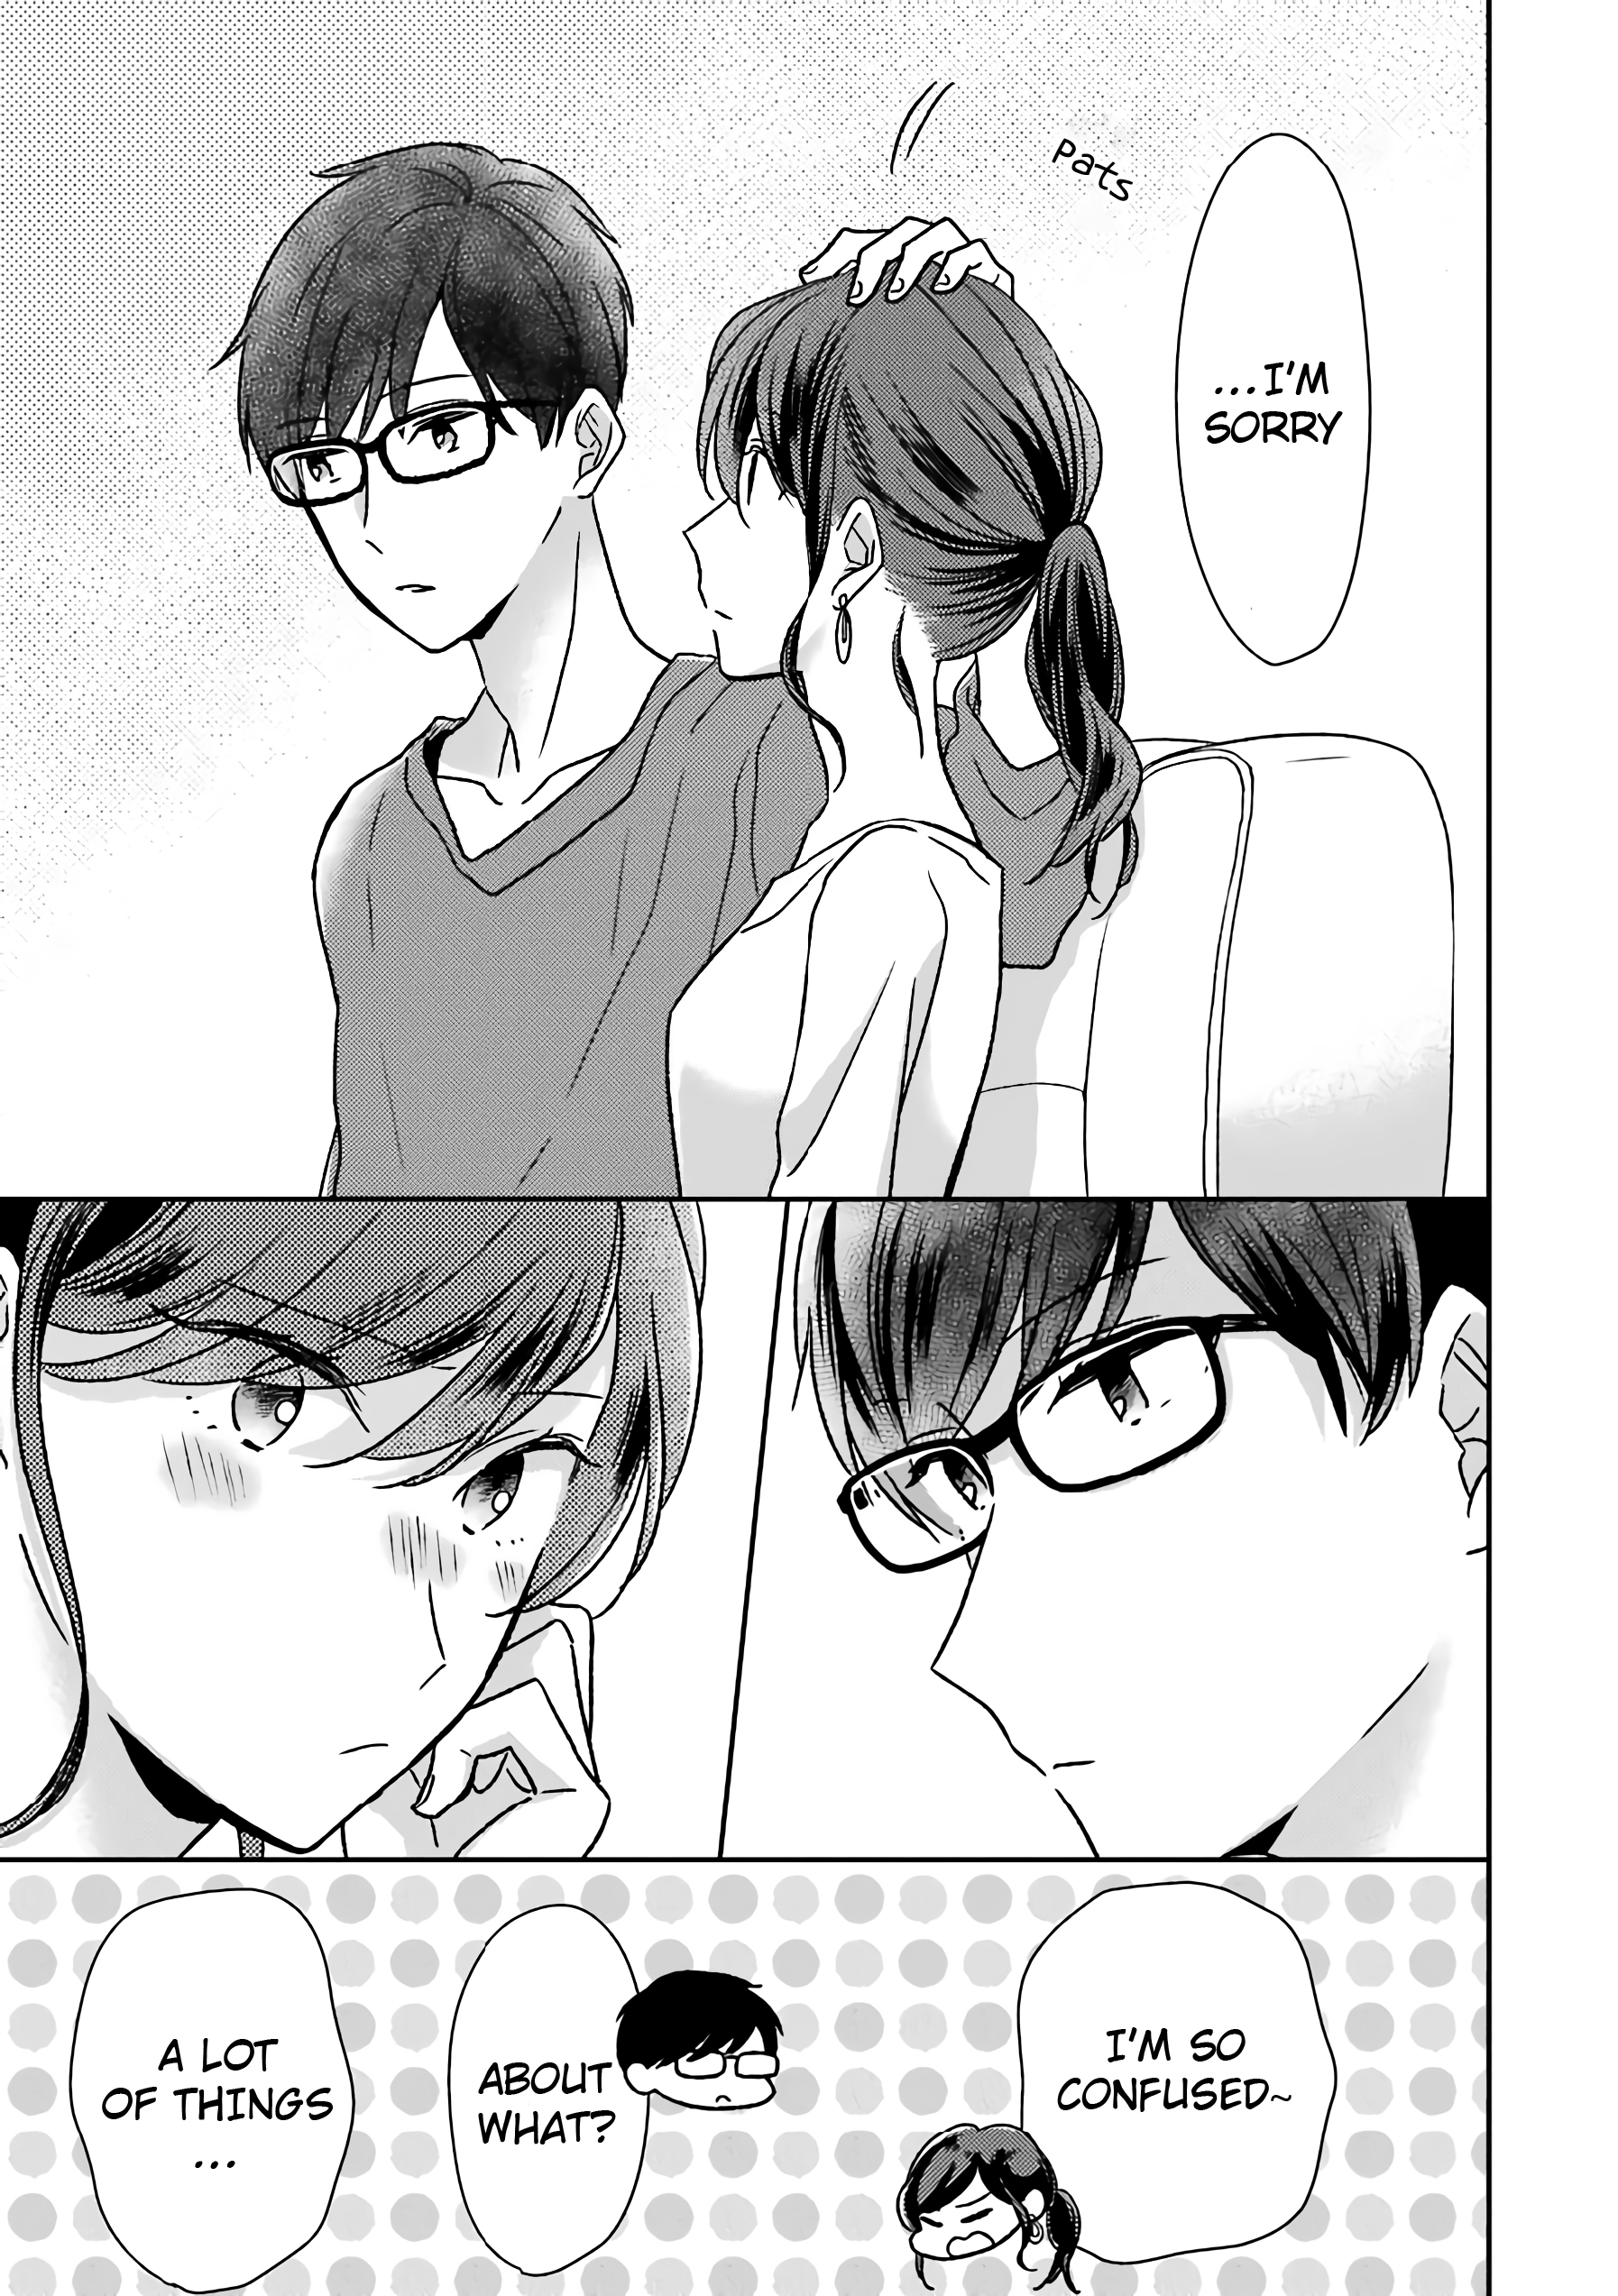 Pats
...I'M
SORRY
I'M SO
CONFUSED~
ABOUT
WHAT?
A LOT
OF THINGS
...